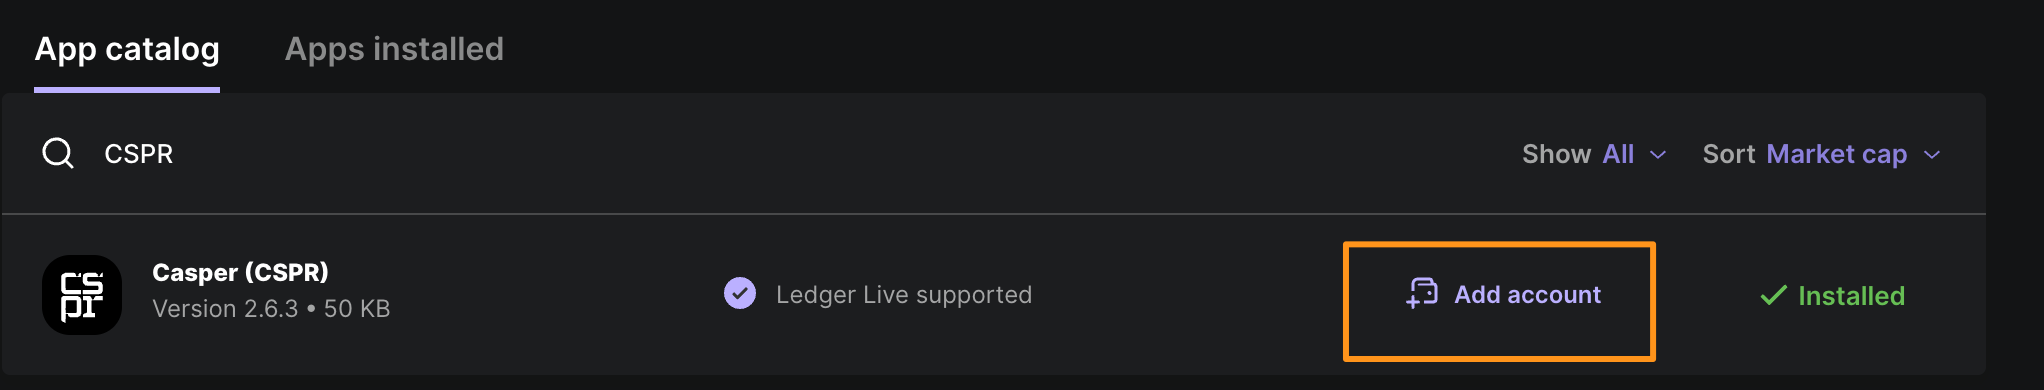 App catalog Apps installed
CSPR Show All Sort Market cap
cspr Casper (CSPR)
Version 2.6.3 • 50 KB
Ledger Live supported Add account Installed